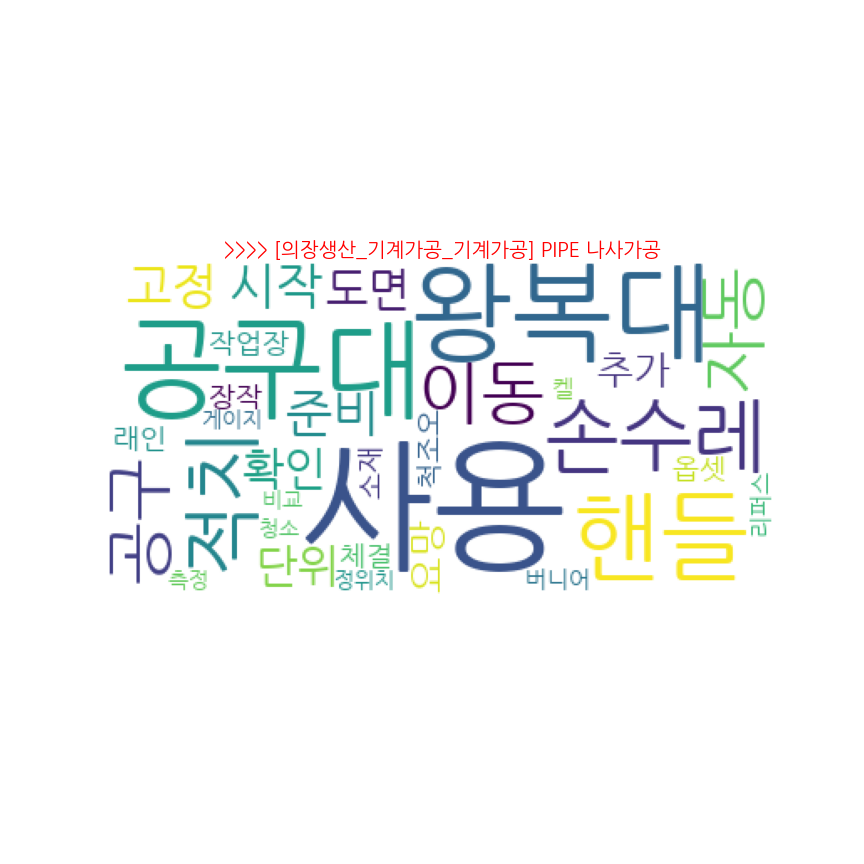 >>>> [의장생산_기계가공_기계가공] PIPE 나사가공
고정
시작
도면
왕복대
자동
공구대
작업장
이동
추가
장작
켈
준비
게이지
손수레
래인
척조오
적치
확인
소재
사용
옵셋
공구
핸들
리퍼스
비교
청소
요망
단위
체결
측정
정위치
버니어